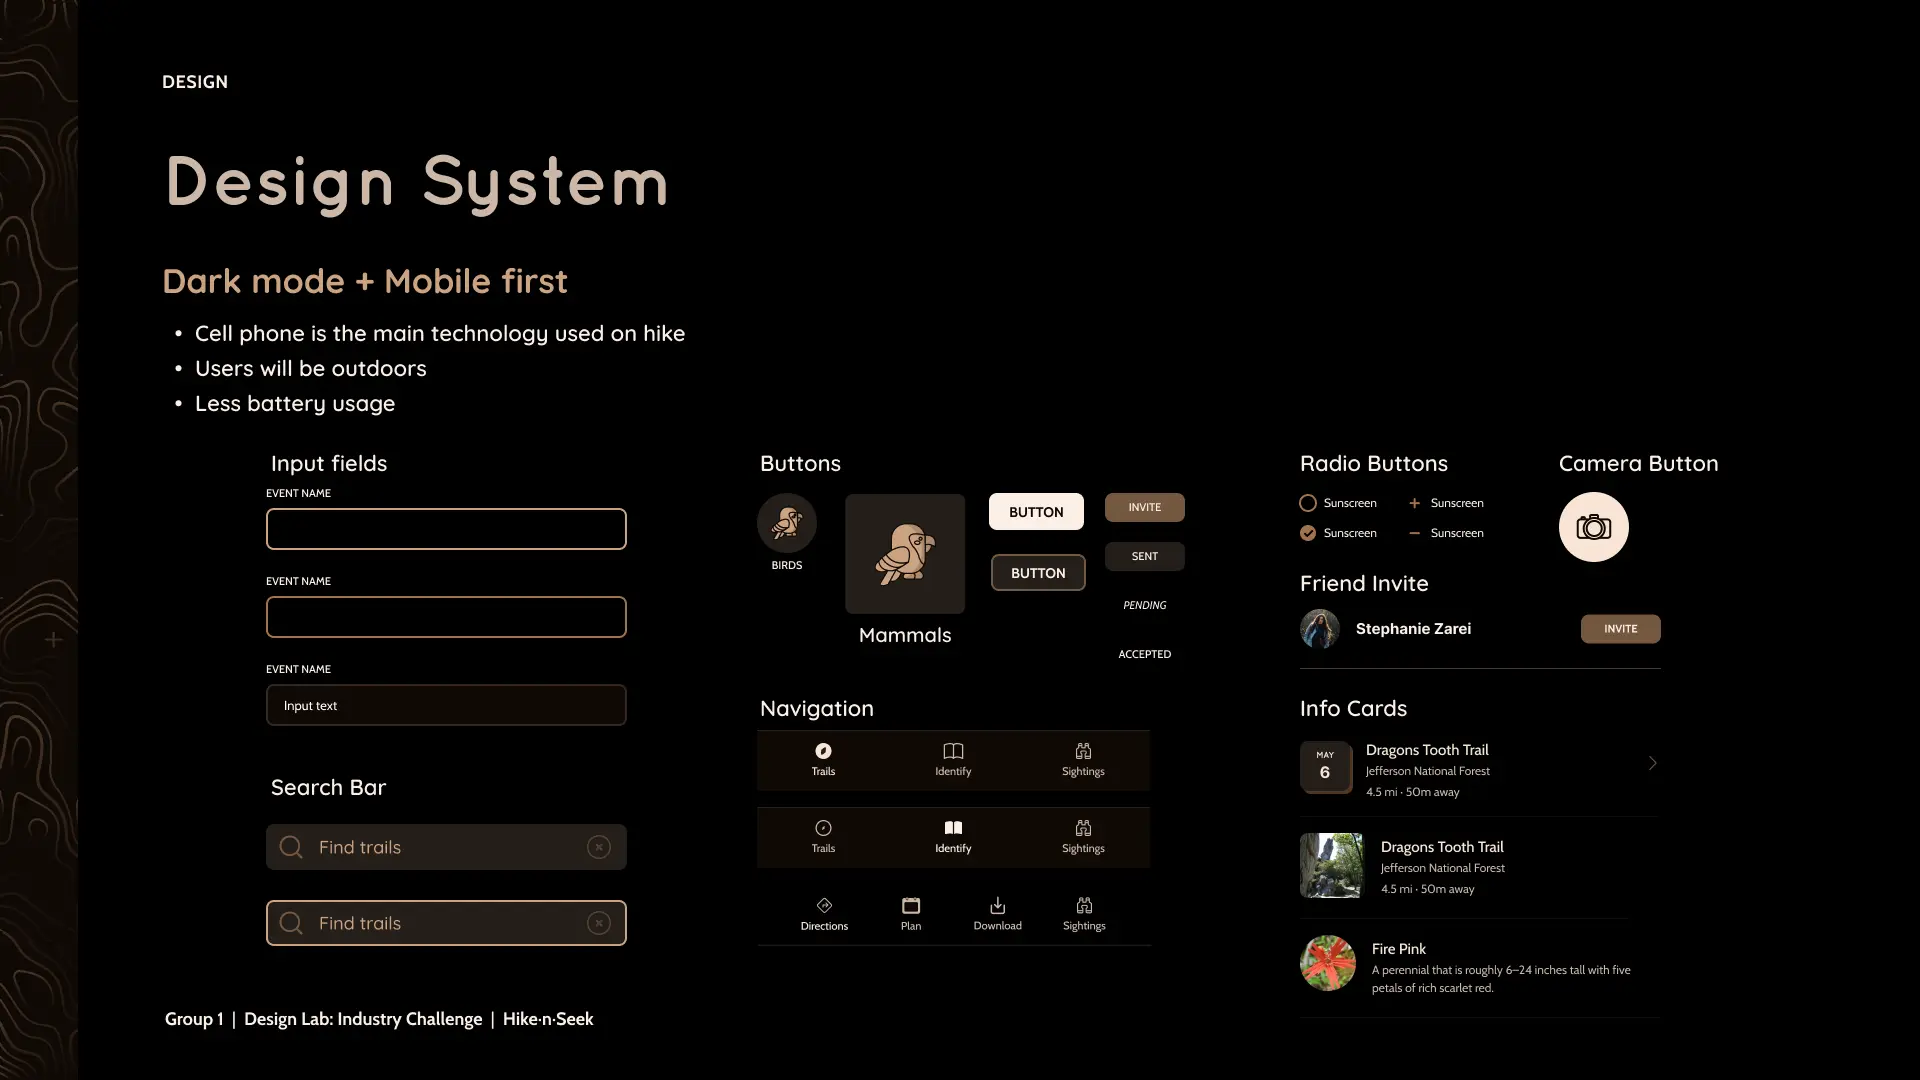 DESIGN
Design System
Dark mode + Mobile first
• Cell phone is the main technology used on hike
• Users will be outdoors
• Less battery usage
Input fields
EVENT NAME
EVENT NAME
EVENT NAME
Input text
Search Bar
Find trails
Find trails
Buttons
BIRDS
Mammals
BUTTON
BUTTON
INVITE
SENT
PENDING
ACCEPTED
Navigation
Trails Identify Sightings
Trails Identify Sightings
Directions Plan Download Sightings
Radio Buttons
Sunscreen Sunscreen
Sunscreen Sunscreen
Camera Button
Friend Invite
Stephanie Zarei INVITE
Info Cards
MAY
6
Dragons Tooth Trail
Jefferson National Forest
4.5 mi · 50m away
Dragons Tooth Trail
Jefferson National Forest
4.5 mi · 50m away
Fire Pink
A perennial that is roughly 6–24 inches tall with five
petals of rich scarlet red.
Group 1 | Design Lab: Industry Challenge | Hike·n·Seek